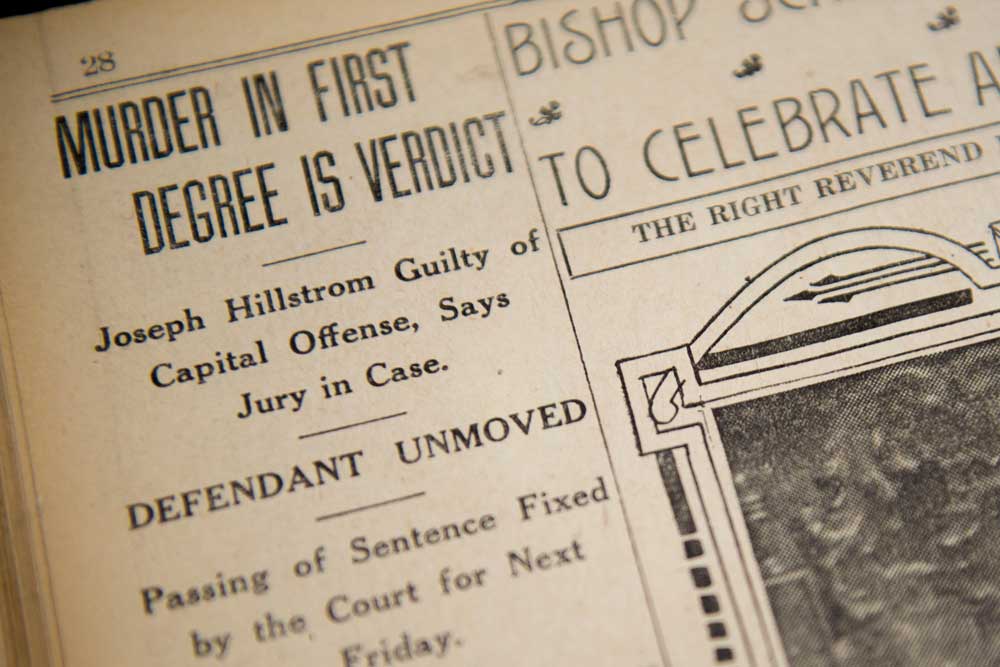 28
MURDER IN FIRST
DEGREE IS VERDICT
Joseph Hillstrom Guilty of
Capital Offense, Says
Jury in Case.
DEFENDANT UNMOVED
Passing of Sentence Fixed
by the Court for Next
Friday.
BISHOP
TO CELEBRATE
THE RIGHT REVEREND